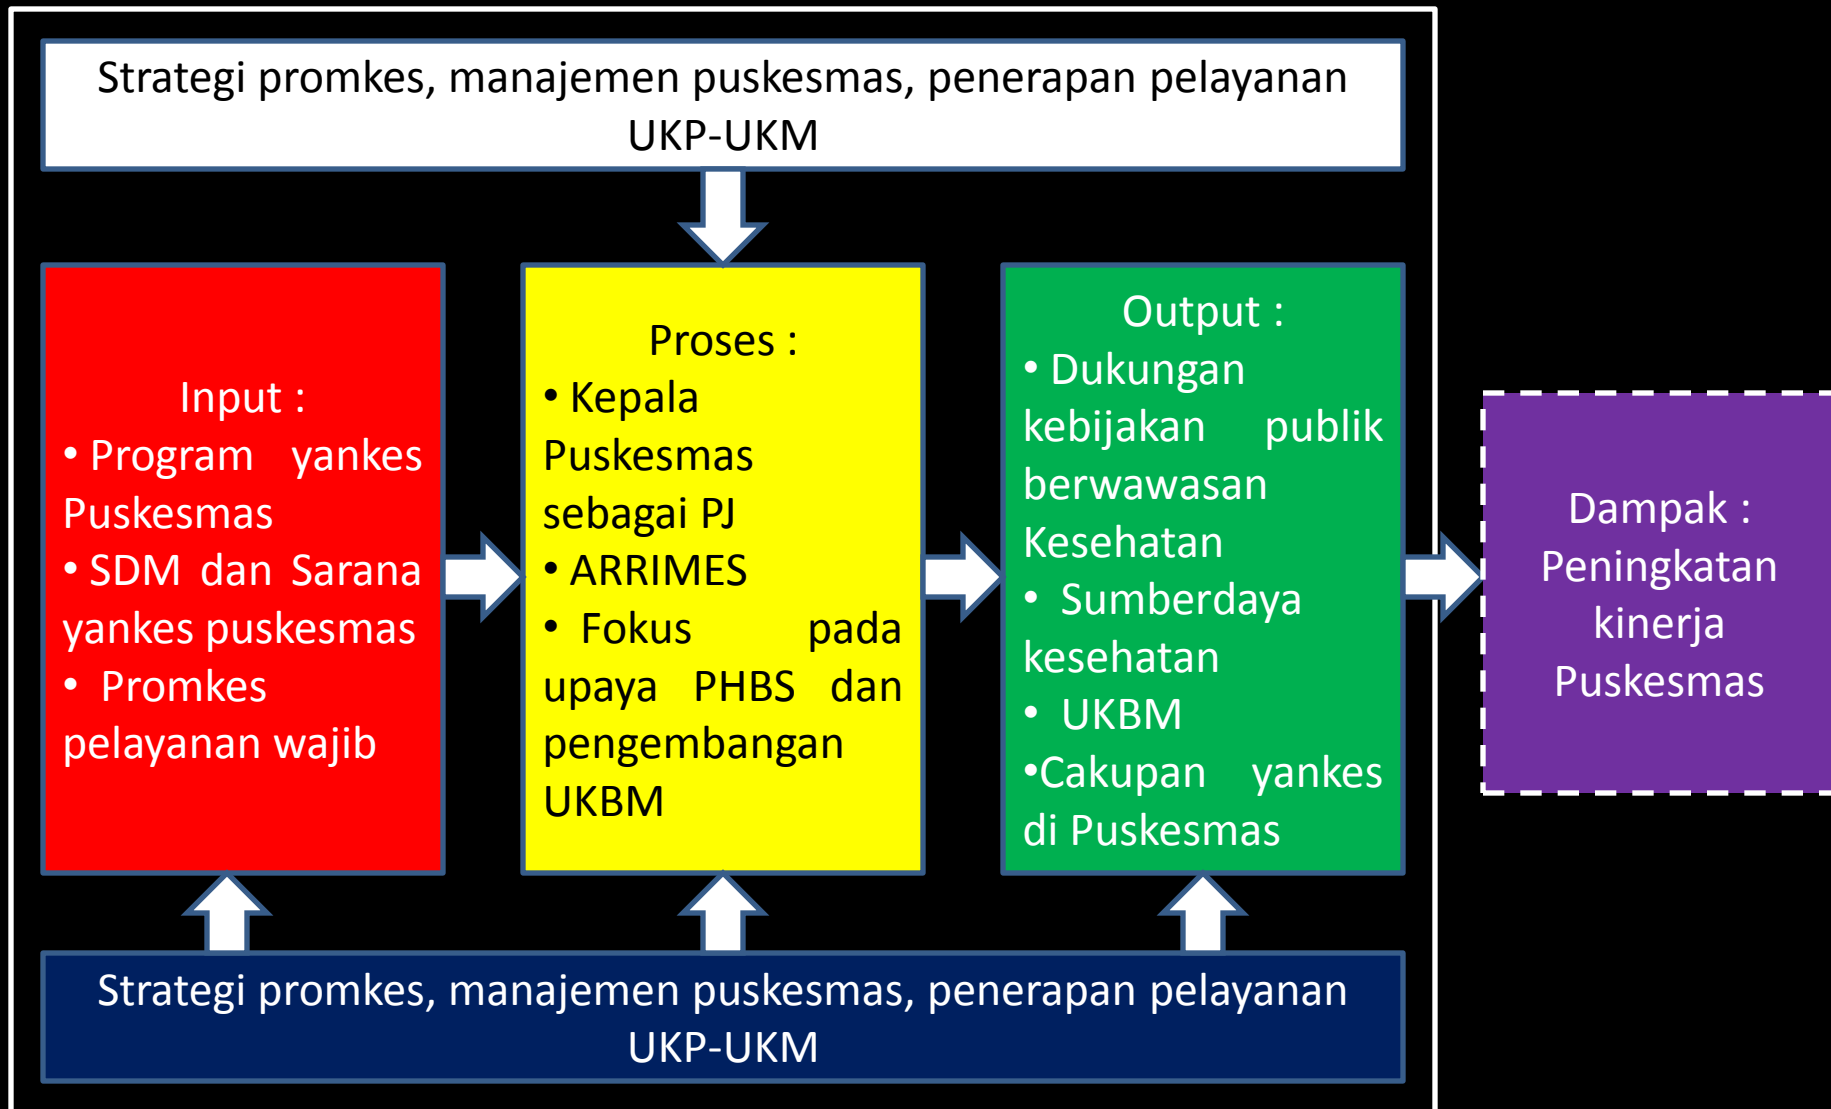 Strategi promkes, manajemen puskesmas, penerapan pelayanan
UKP-UKM
Input :
• Program yankes
Puskesmas
• SDM dan Sarana
yankes puskesmas
• Promkes
pelayanan wajib
Proses :
• Kepala
Puskesmas
sebagai PJ
• ARRIMES
• Fokus pada
upaya PHBS dan
pengembangan
UKBM
Output :
• Dukungan
kebijakan publik
berwawasan
Kesehatan
• Sumberdaya
kesehatan
• UKBM
•Cakupan yankes
di Puskesmas
Dampak :
Peningkatan
kinerja
Puskesmas
Strategi promkes, manajemen puskesmas, penerapan pelayanan
UKP-UKM